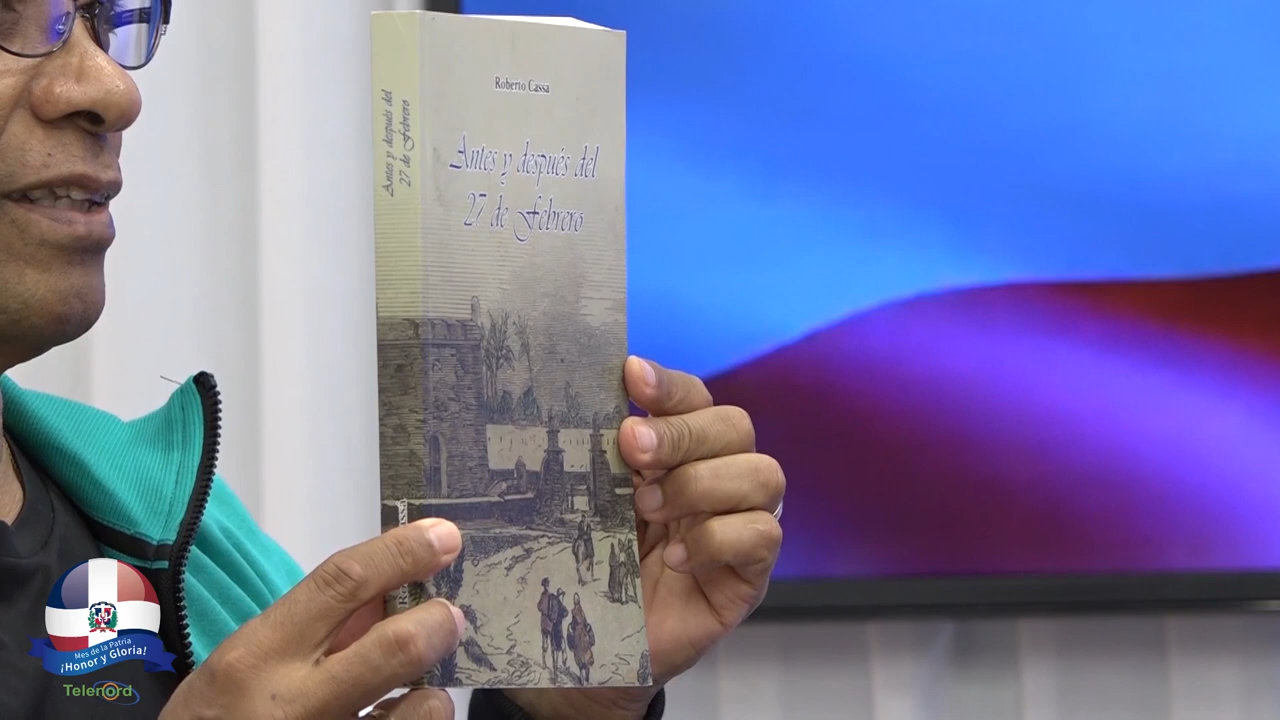 Roberto Cassa
Antes y después del
27 de Febrero
Antes y después del
27 de Febrero
Mes de la Patria
¡Honor y Gloria!
Telenord